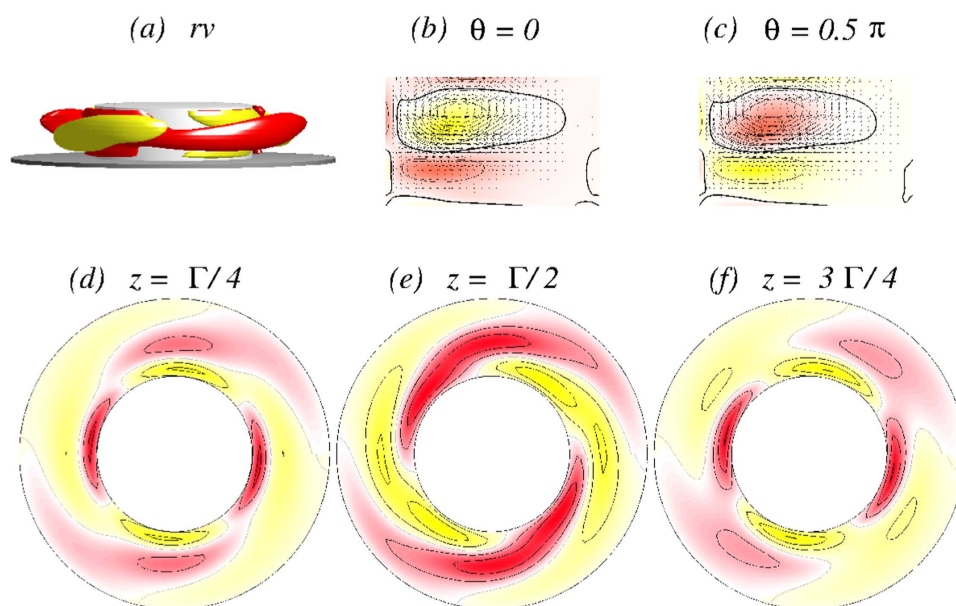 (a) rv
(b) θ = 0
(c) θ = 0.5 π
(d) z = Γ/4
(e) z = Γ/2
(f) z = 3 Γ/4